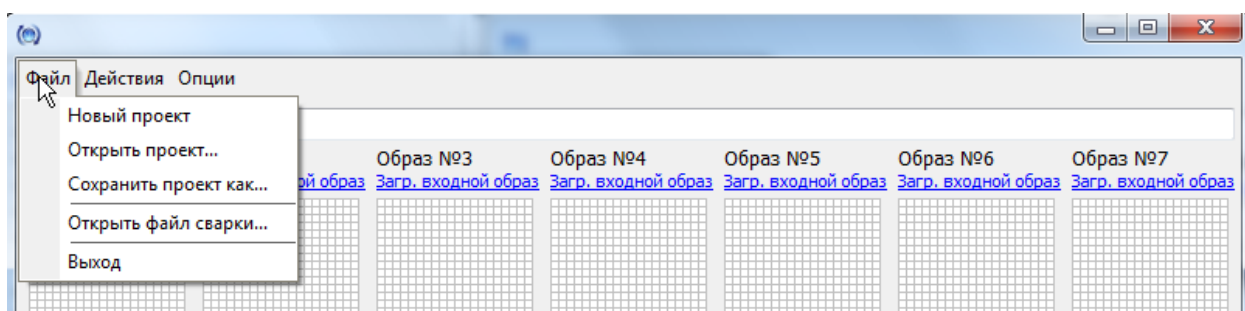 Файл Действия Опции
Новый проект
Открыть проект...
Сохранить проект как...
Открыть файл сварки...
Выход
Образ №3 Образ №4 Образ №5 Образ №6 Образ №7
ой образ Загр. входной образ Загр. входной образ Загр. входной образ Загр. входной образ Загр. входной образ